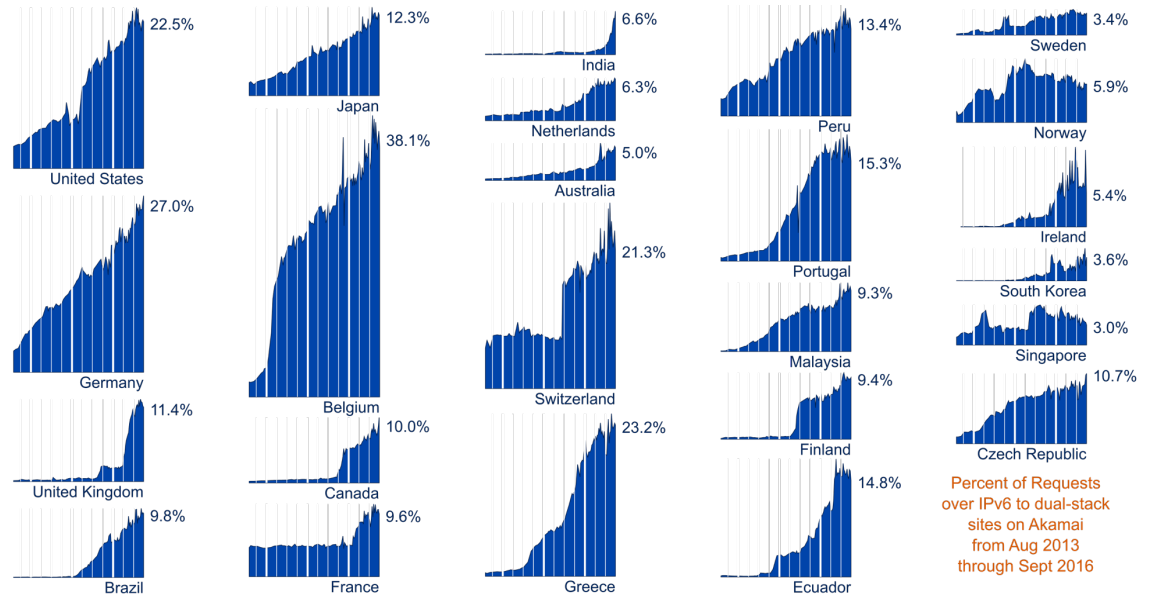 22.5%
United States
27.0%
Germany
11.4%
United Kingdom
9.8%
Brazil
12.3%
Japan
38.1%
Belgium
10.0%
Canada
9.6%
France
6.6%
India
6.3%
Netherlands
5.0%
Australia
21.3%
Switzerland
23.2%
Greece
13.4%
Peru
15.3%
Portugal
9.3%
Malaysia
9.4%
Finland
14.8%
Ecuador
3.4%
Sweden
5.9%
Norway
5.4%
Ireland
3.6%
South Korea
3.0%
Singapore
10.7%
Czech Republic
Percent of Requests
over IPv6 to dual-stack
sites on Akamai
from Aug 2013
through Sept 2016